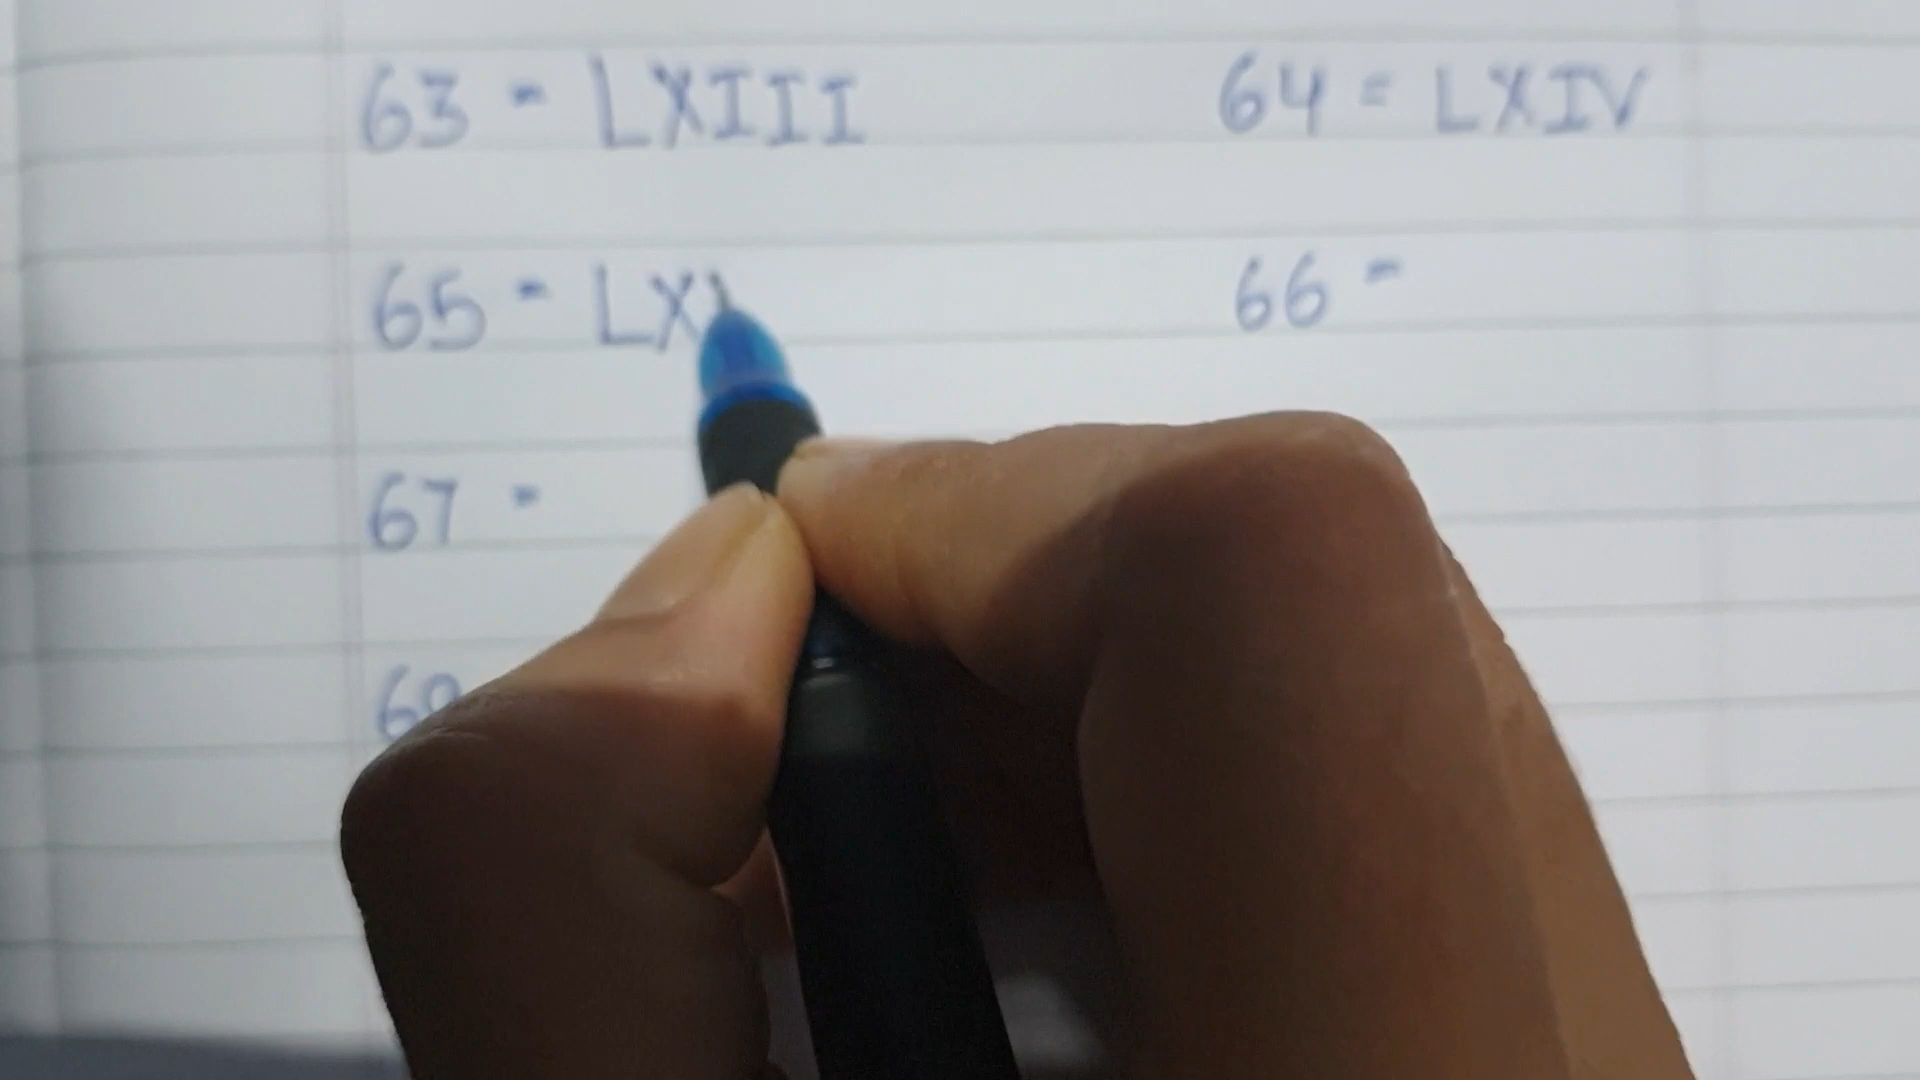 63 = LXIII 64 = LXIV
65 = LX 66 =
67 =